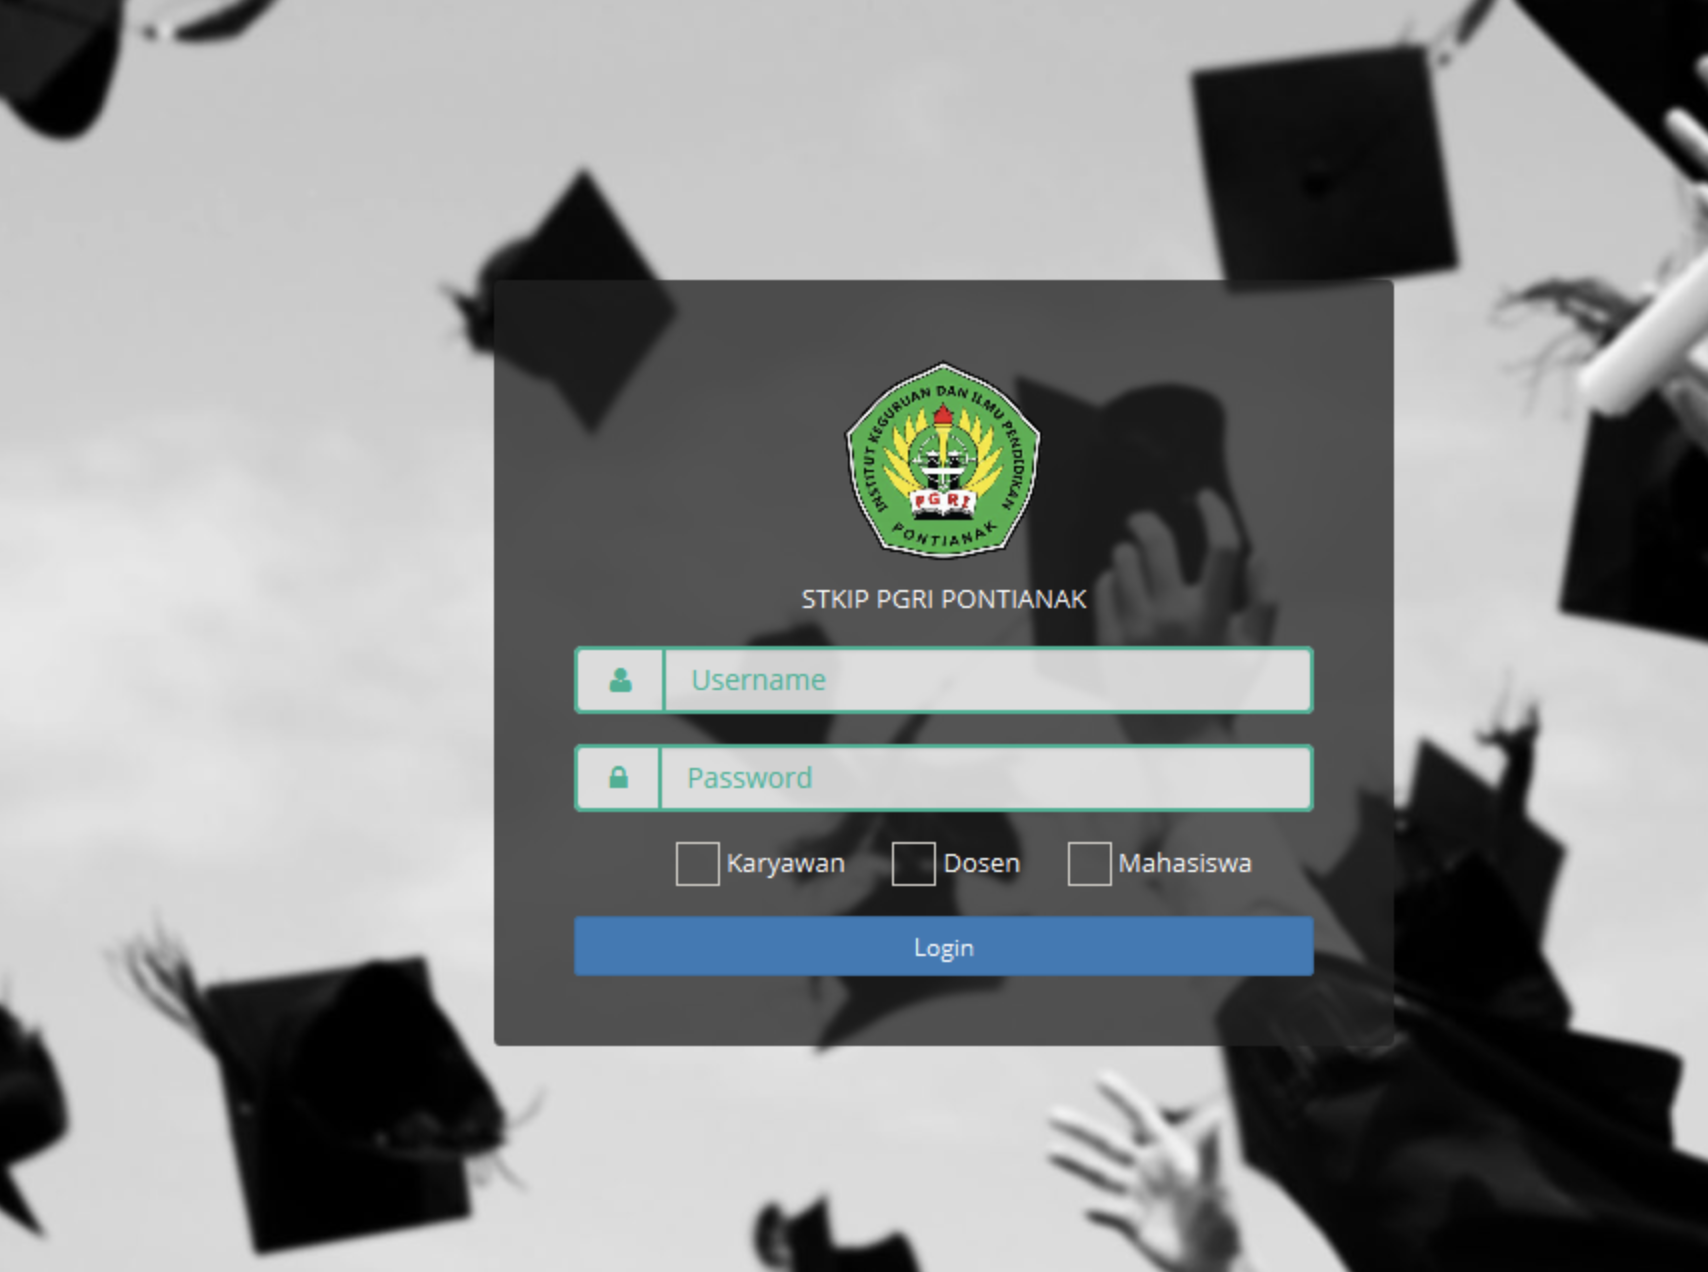 INSTITUT KEGURUAN DAN ILMU PENDIDIKAN
PGRI
PONTIANAK
STKIP PGRI PONTIANAK
Username
Password
Karyawan Dosen Mahasiswa
Login